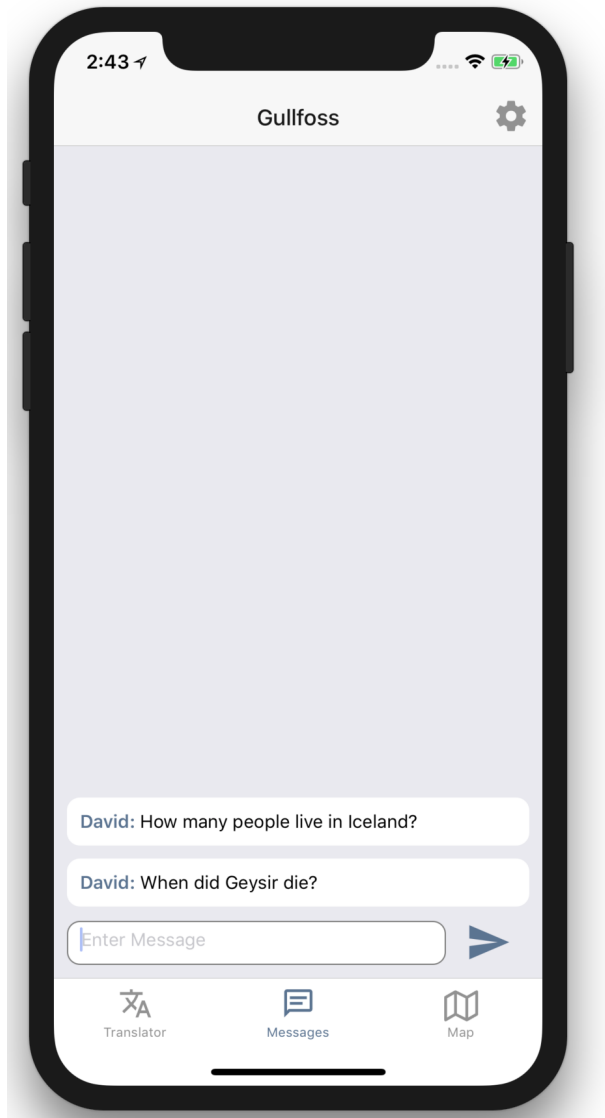 2:43
Gullfoss
David: How many people live in Iceland?
David: When did Geysir die?
Enter Message
Translator
Messages
Map